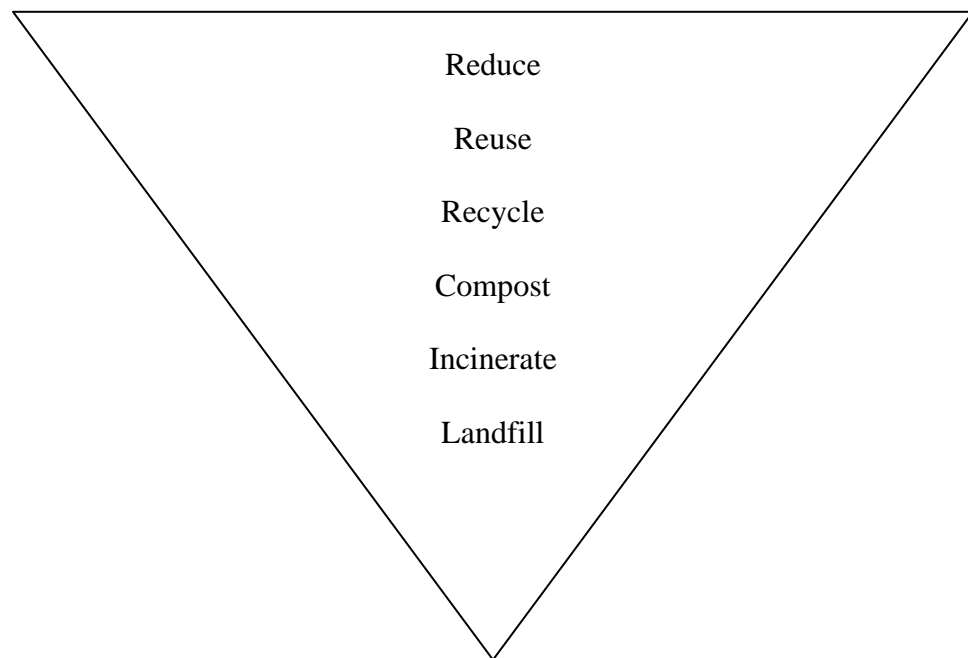 Reduce
Reuse
Recycle
Compost
Incinerate
Landfill